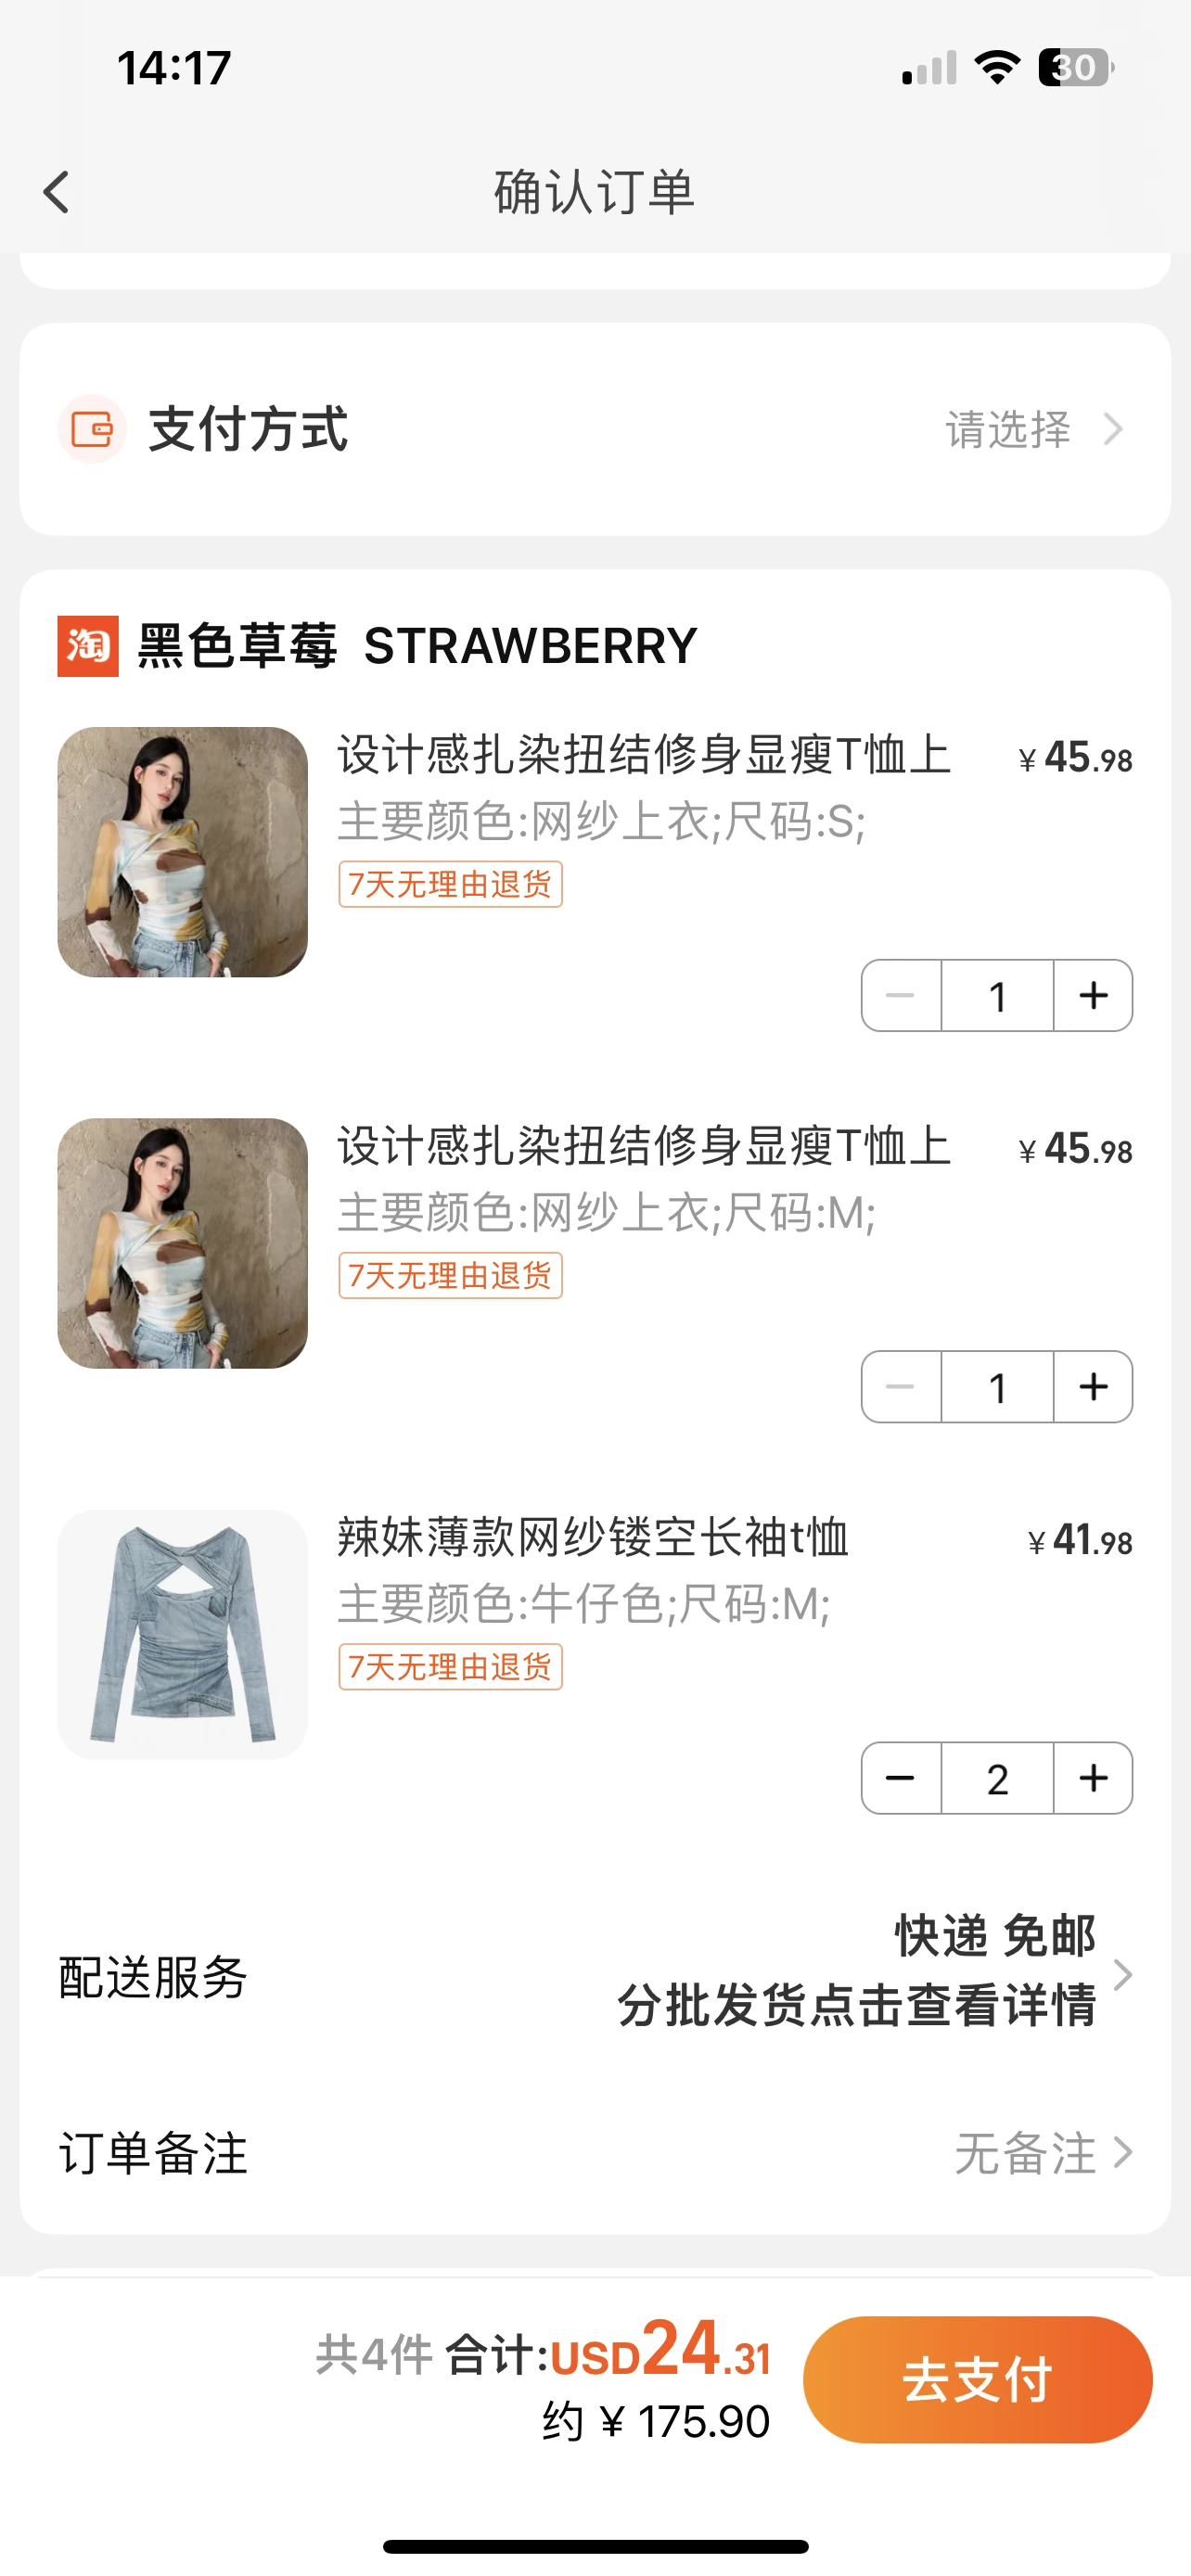 14:17
30
确认订单
支付方式
请选择
淘 黑色草莓 STRAWBERRY
设计感扎染扭结修身显瘦T恤上 ¥45.98
主要颜色:网纱上衣;尺码:S;
7天无理由退货
1
设计感扎染扭结修身显瘦T恤上 ¥45.98
主要颜色:网纱上衣;尺码:M;
7天无理由退货
1
辣妹薄款网纱镂空长袖t恤 ¥41.98
主要颜色:牛仔色;尺码:M;
7天无理由退货
2
快递 免邮
配送服务
分批发货点击查看详情
订单备注 无备注
共4件 合计:USD24.31
约 ¥175.90
去支付